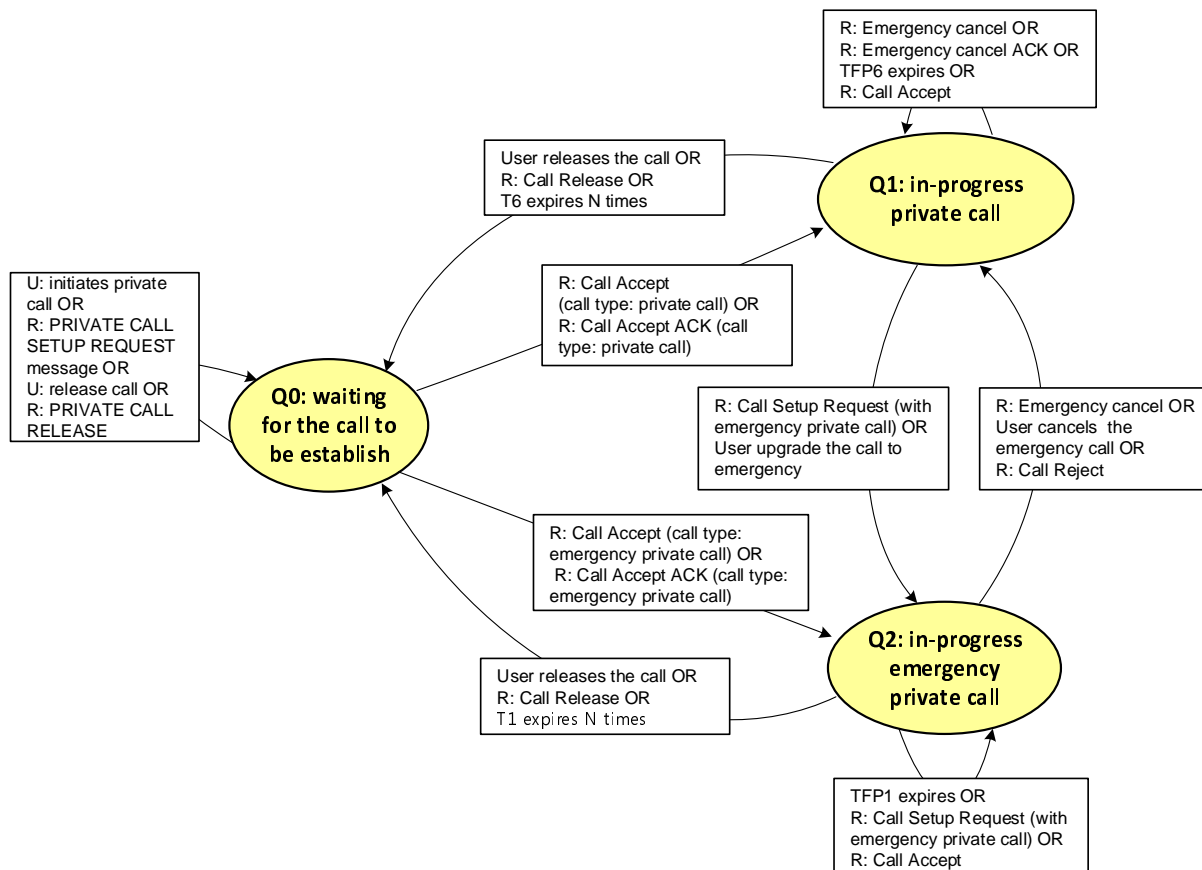 R: Emergency cancel OR
R: Emergency cancel ACK OR
TFP6 expires OR
R: Call Accept
User releases the call OR
R: Call Release OR
T6 expires N times
Q1: in-progress
private call
U: initiates private
call OR
R: PRIVATE CALL
SETUP REQUEST
message OR
U: release call OR
R: PRIVATE CALL
RELEASE
R: Call Accept
(call type: private call) OR
R: Call Accept ACK (call
type: private call)
Q0: waiting
for the call to
be establish
R: Call Setup Request (with
emergency private call) OR
User upgrade the call to
emergency
R: Emergency cancel OR
User cancels the
emergency call OR
R: Call Reject
R: Call Accept (call type:
emergency private call) OR
R: Call Accept ACK (call type:
emergency private call)
Q2: in-progress
emergency
private call
User releases the call OR
R: Call Release OR
T1 expires N times
TFP1 expires OR
R: Call Setup Request (with
emergency private call) OR
R: Call Accept